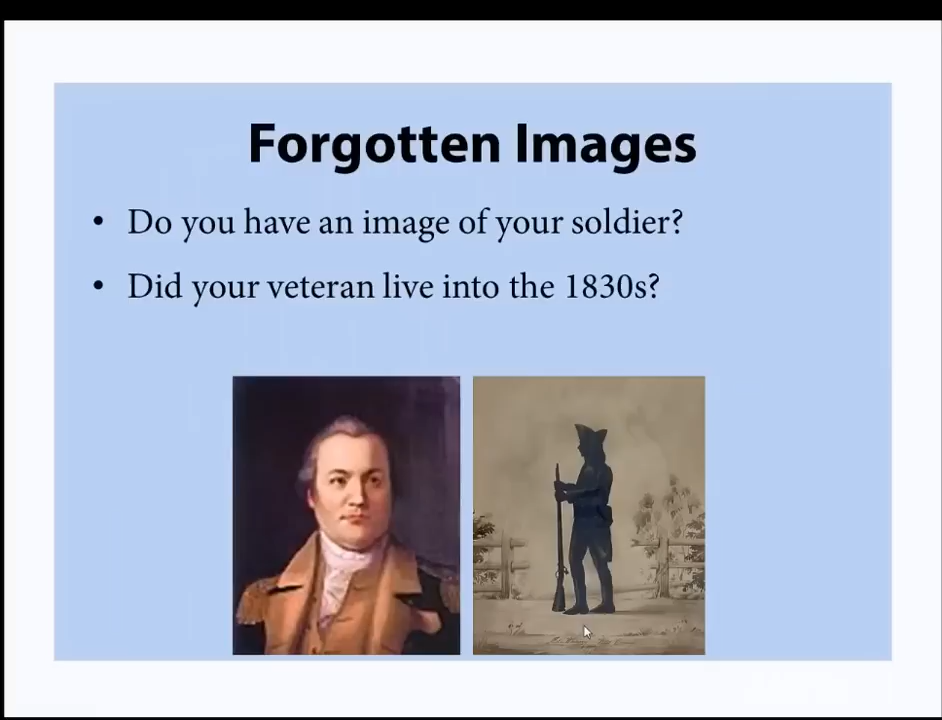 Forgotten Images
• Do you have an image of your soldier?
• Did your veteran live into the 1830s?